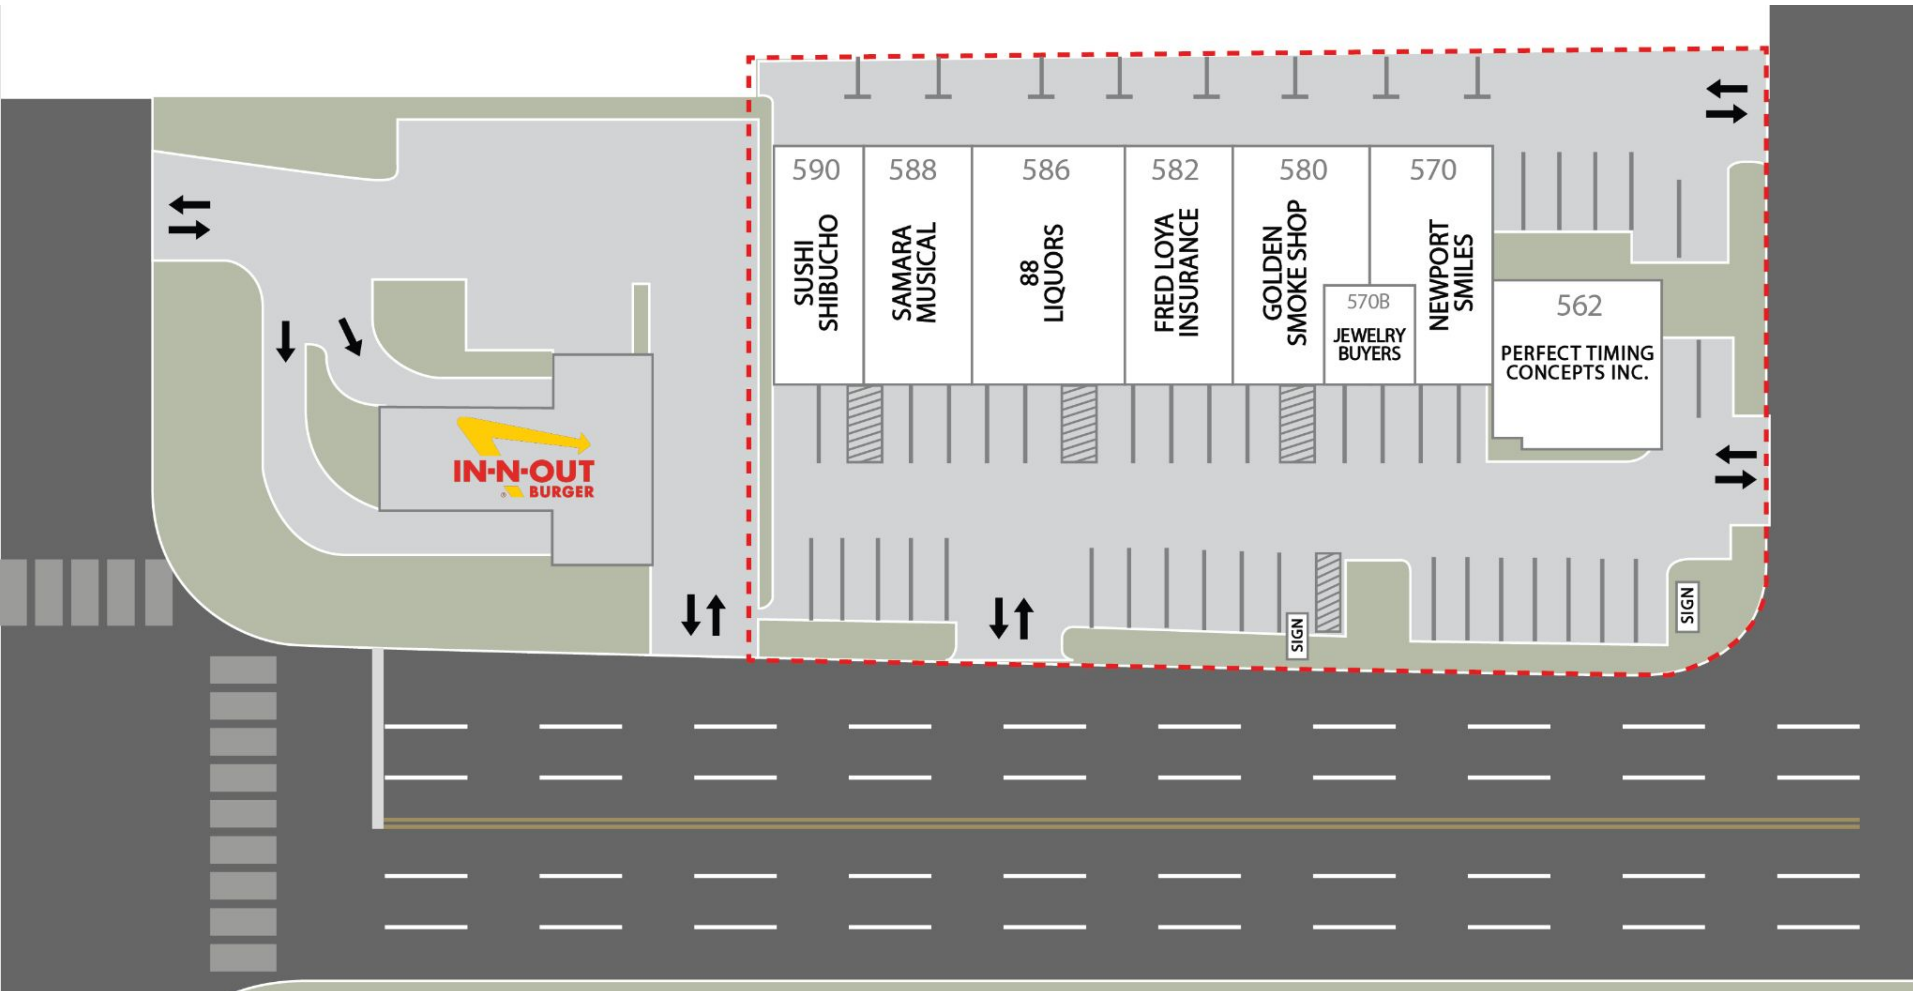 590
SUSHI
SHIBUCHO
588
SAMARA
MUSICAL
586
88
LIQUORS
582
FRED LOYA
INSURANCE
580
GOLDEN
SMOKE SHOP
570B
JEWELRY
BUYERS
570
NEWPORT
SMILES
562
PERFECT TIMING
CONCEPTS INC.
IN-N-OUT
® BURGER
SIGN
SIGN